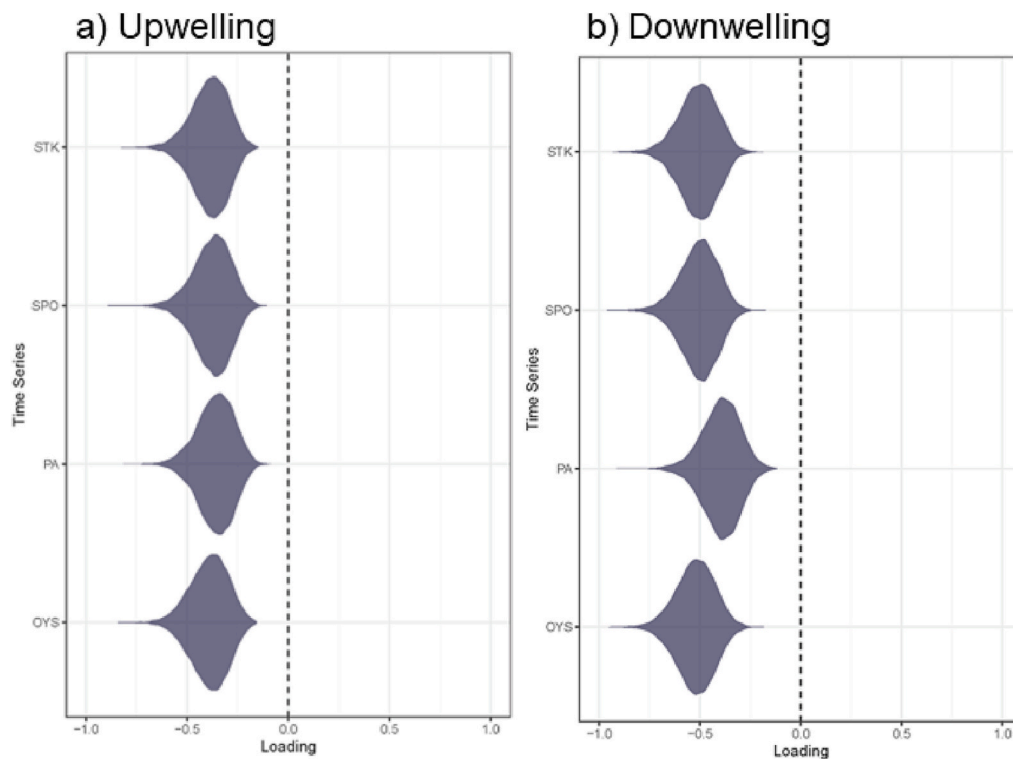 a) Upwelling
STK
SPO
PA
OYS
Time Series
−1.0 −0.5 0.0 0.5 1.0
Loading
b) Downwelling
STK
SPO
PA
OYS
Time Series
−1.0 −0.5 0.0 0.5 1.0
Loading